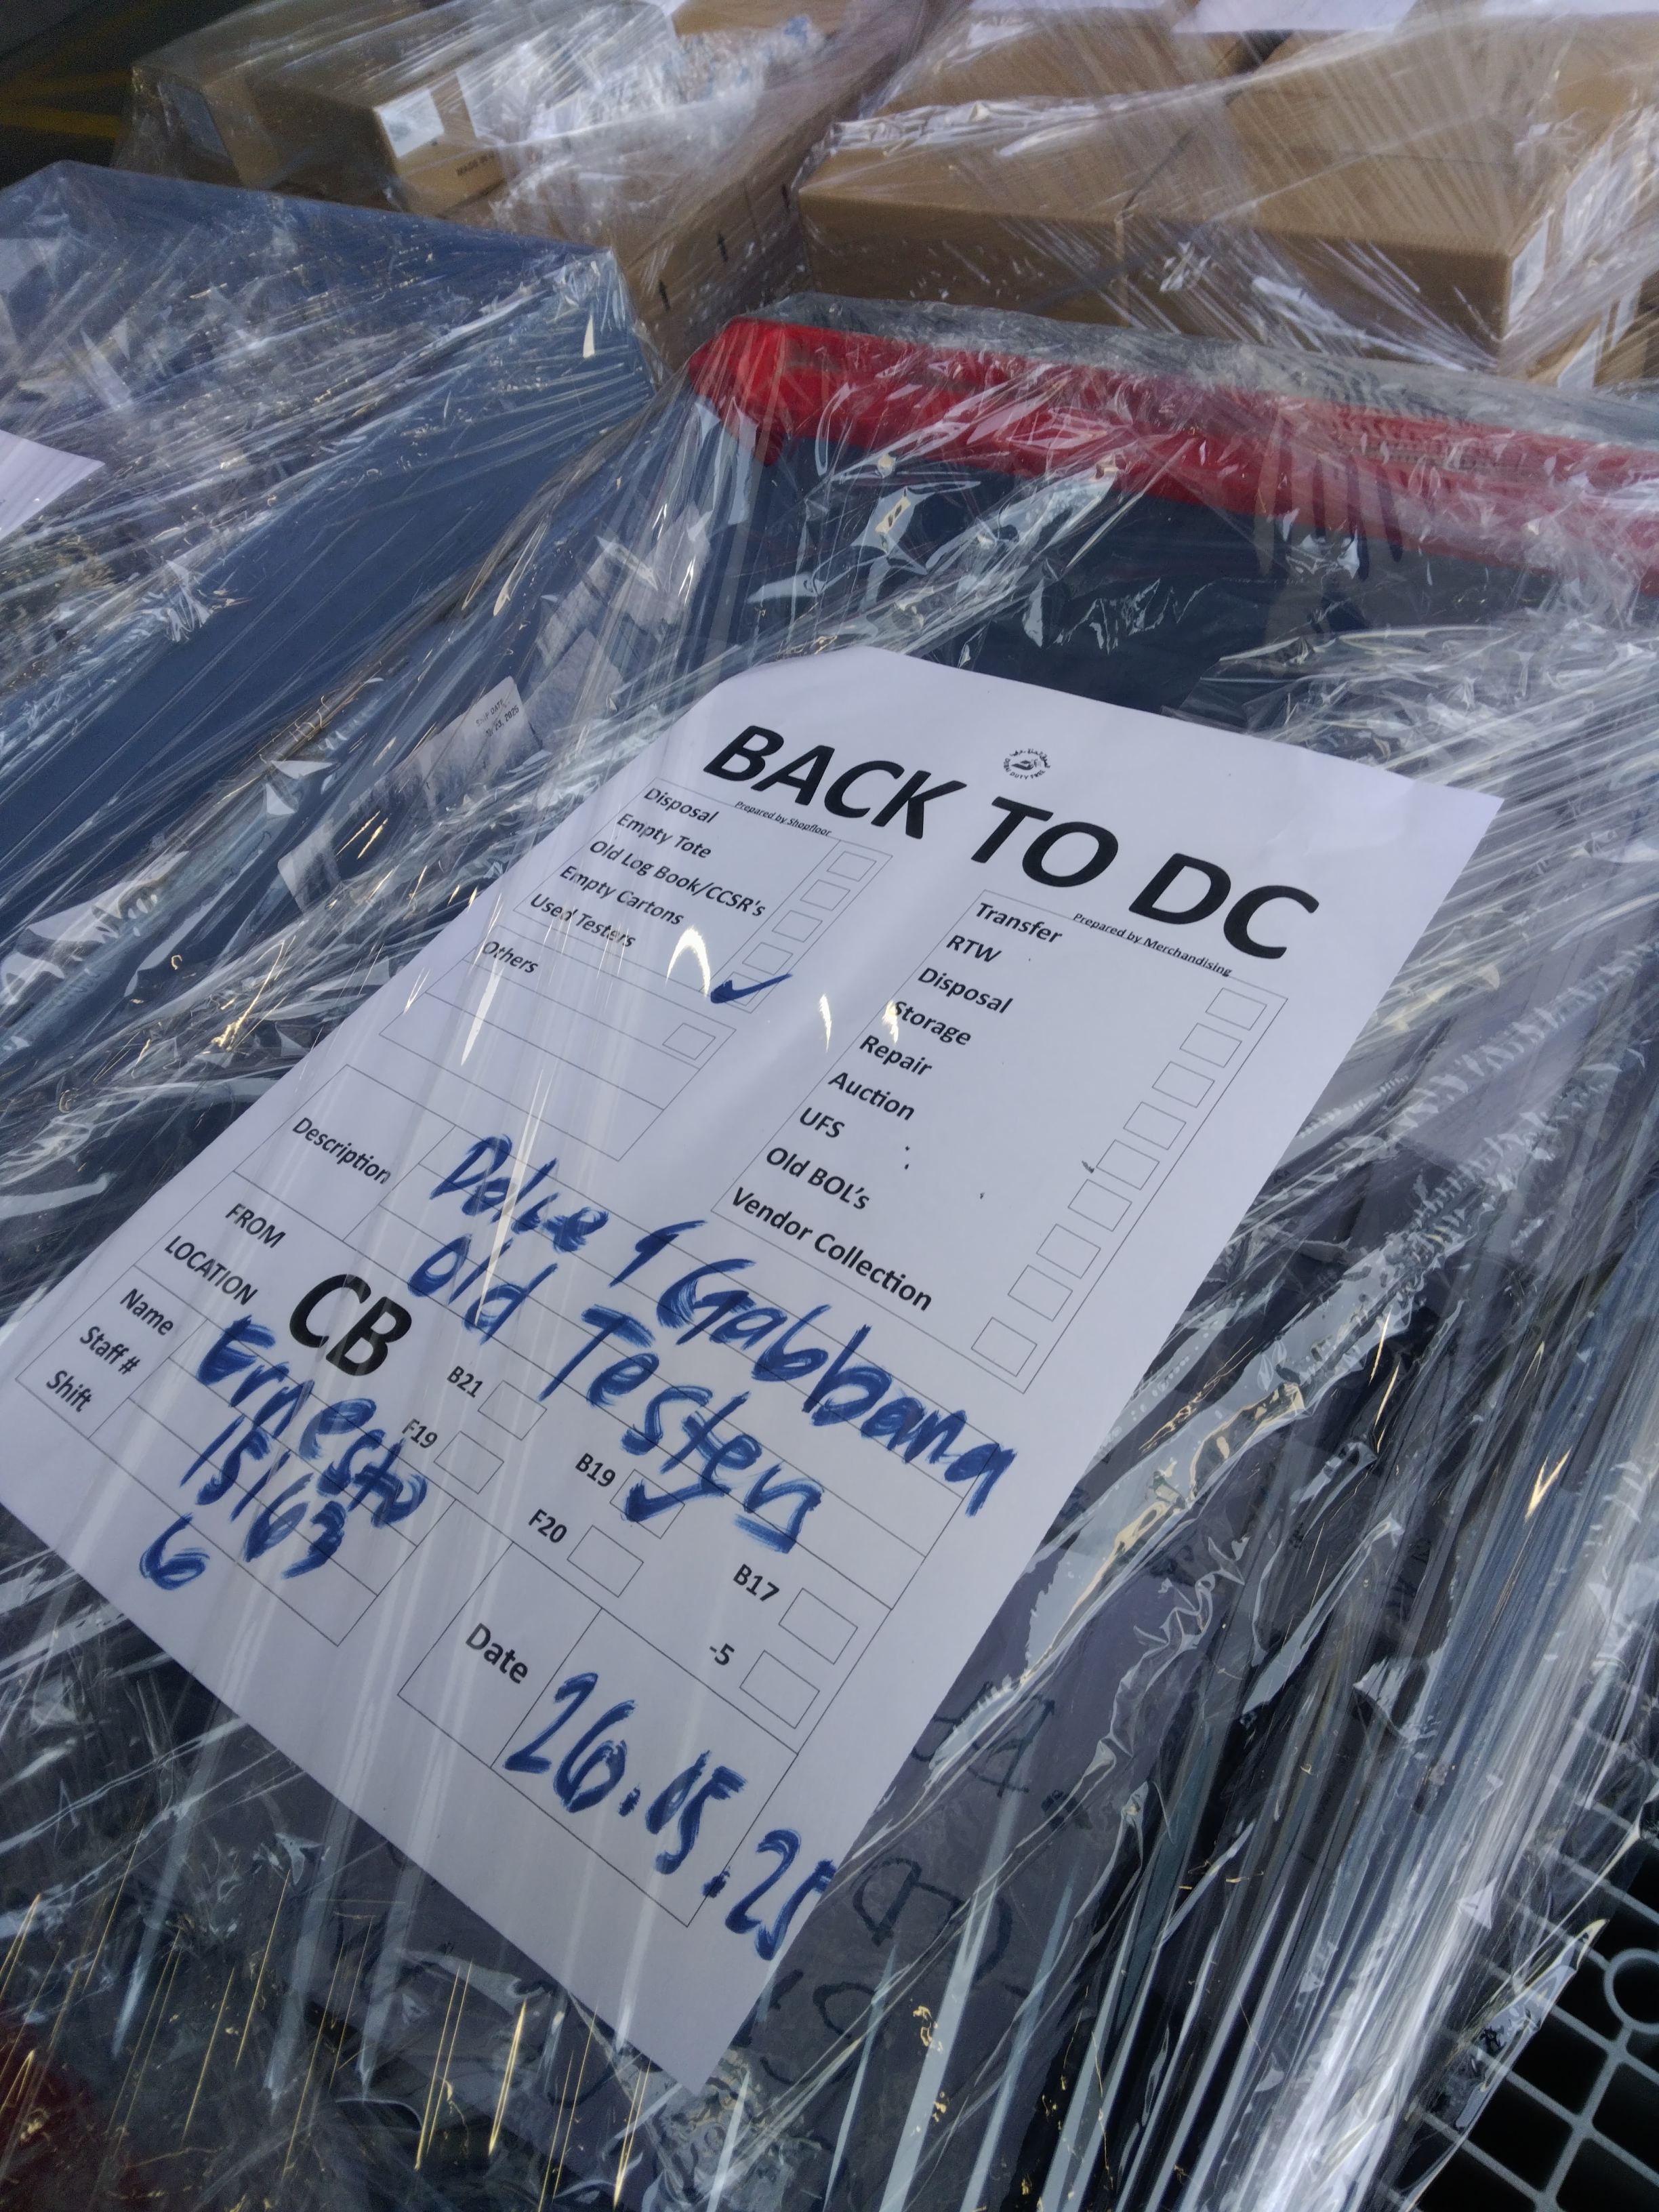 BACK TO DC
Prepared by Shopfloor
Disposal
Empty Tote
Old Log Book/CCSR's
Empty Cartons
Used Testers
Others
Prepared by Merchandising
Transfer
RTW
Disposal
Storage
Repair
Auction
UFS
Old BOL's
Vendor Collection
Description
Dolce & Gabbana
Old Testers
FROM
LOCATION
CB
B21
B19
B17
F19
F20
-5
Name
Ernesto
Staff #
15163
Shift
6
Date
26.05.25